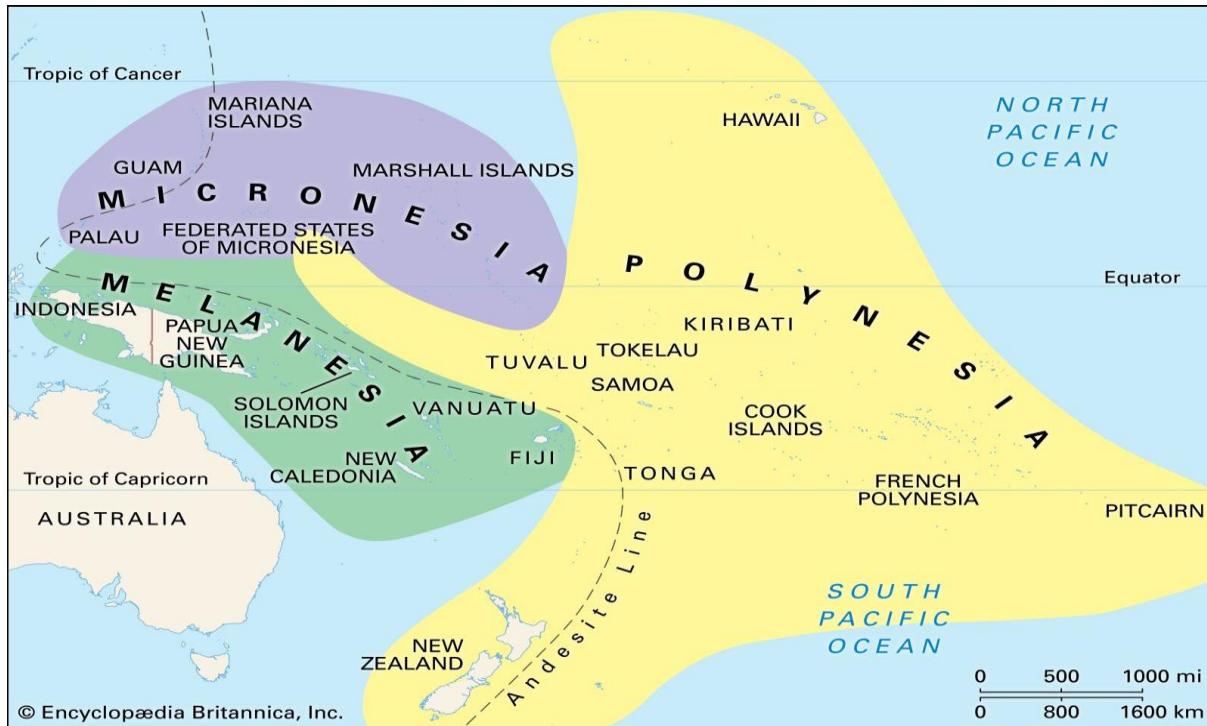 Tropic of Cancer
MARIANA
ISLANDS
HAWAII
NORTH
PACIFIC
OCEAN
GUAM
MARSHALL ISLANDS
MICRONESIA
PALAU
FEDERATED STATES
OF MICRONESIA
POLYNESIA
Equator
MELANESIA
INDONESIA
PAPUA
NEW
GUINEA
KIRIBATI
TUVALU
TOKELAU
SAMOA
SOLOMON
ISLANDS
VANUATU
COOK
ISLANDS
FIJI
NEW
CALEDONIA
TONGA
Tropic of Capricorn
FRENCH
POLYNESIA
PITCAIRN
AUSTRALIA
Andesite Line
SOUTH
PACIFIC
OCEAN
NEW
ZEALAND
0 500 1000 mi
0 800 1600 km
© Encyclopædia Britannica, Inc.